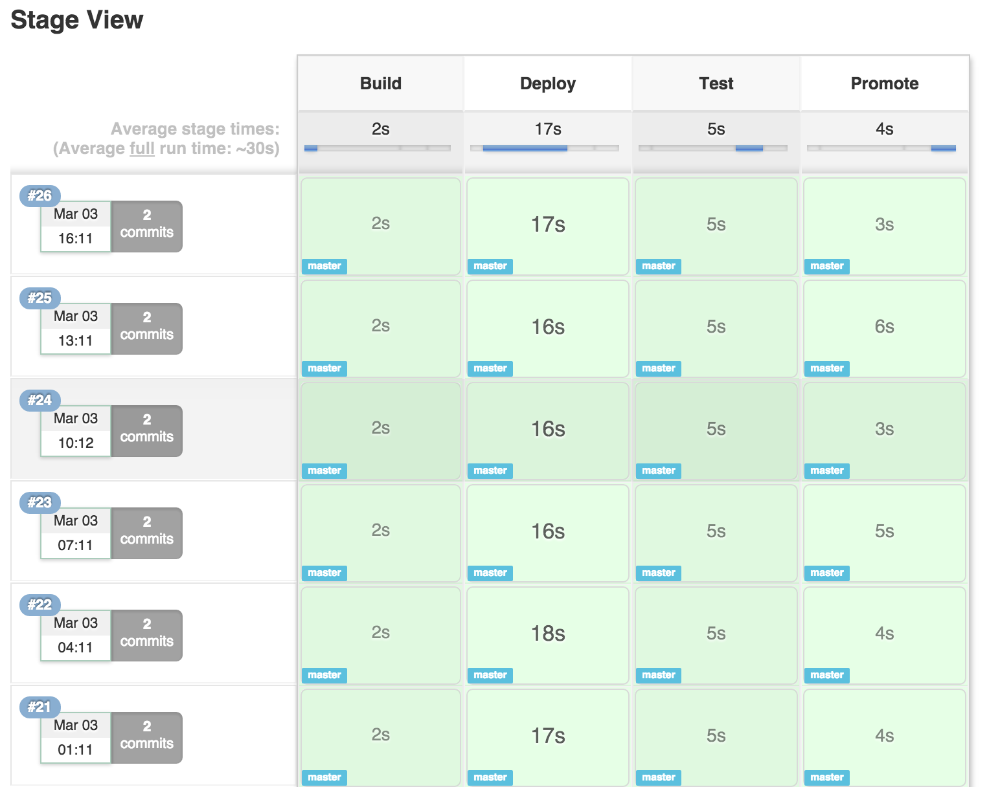 Stage View
Build Deploy Test Promote
Average stage times: 2s 17s 5s 4s
(Average full run time: ~30s)
#26
Mar 03
16:11
2
commits
2s 17s 5s 3s
master master master master
#25
Mar 03
13:11
2
commits
2s 16s 5s 6s
master master master master
#24
Mar 03
10:12
2
commits
2s 16s 5s 3s
master master master master
#23
Mar 03
07:11
2
commits
2s 16s 5s 5s
master master master master
#22
Mar 03
04:11
2
commits
2s 18s 5s 4s
master master master master
#21
Mar 03
01:11
2
commits
2s 17s 5s 4s
master master master master